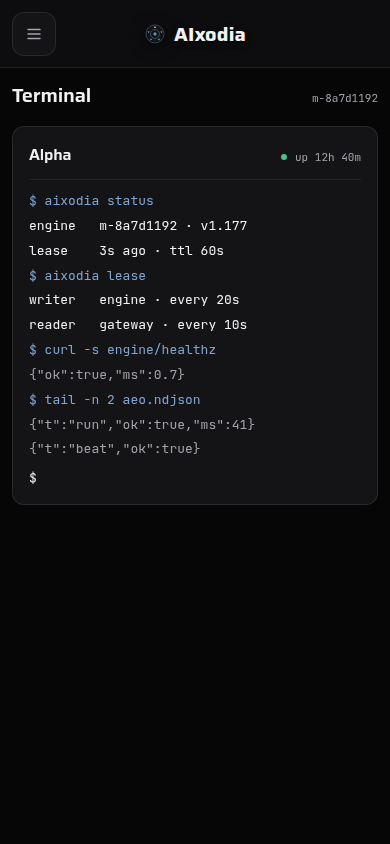 AIxodia
Terminal
m-8a7d1192
Alpha
up 12h 40m
$ aixodia status
engine m-8a7d1192 · v1.177
lease 3s ago · ttl 60s
$ aixodia lease
writer engine · every 20s
reader gateway · every 10s
$ curl -s engine/healthz
{"ok":true,"ms":0.7}
$ tail -n 2 aeo.ndjson
{"t":"run","ok":true,"ms":41}
{"t":"beat","ok":true}
$